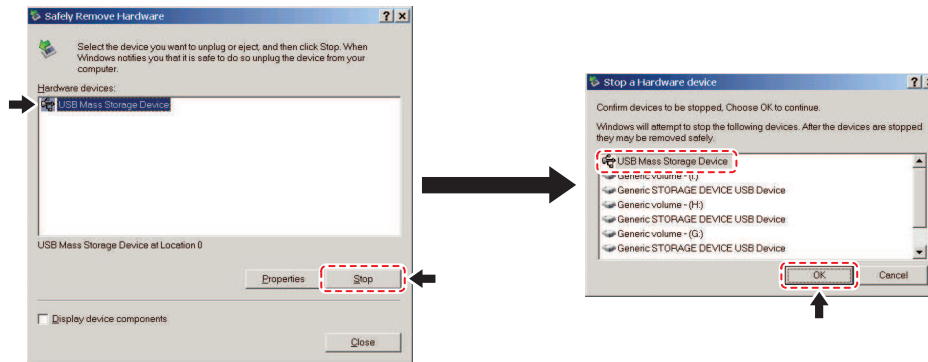 Safely Remove Hardware
Select the device you want to unplug or eject, and then click Stop. When
Windows notifies you that it is safe to do so unplug the device from your
computer.
Hardware devices:
USB Mass Storage Device
USB Mass Storage Device at Location 0
Properties
Stop
Display device components
Close
Stop a Hardware device
Confirm devices to be stopped, Choose OK to continue.
Windows will attempt to stop the following devices. After the devices are stopped
they may be removed safely.
USB Mass Storage Device
Generic volume - (I:)
Generic STORAGE DEVICE USB Device
Generic volume - (H:)
Generic STORAGE DEVICE USB Device
Generic volume - (G:)
Generic STORAGE DEVICE USB Device
OK
Cancel